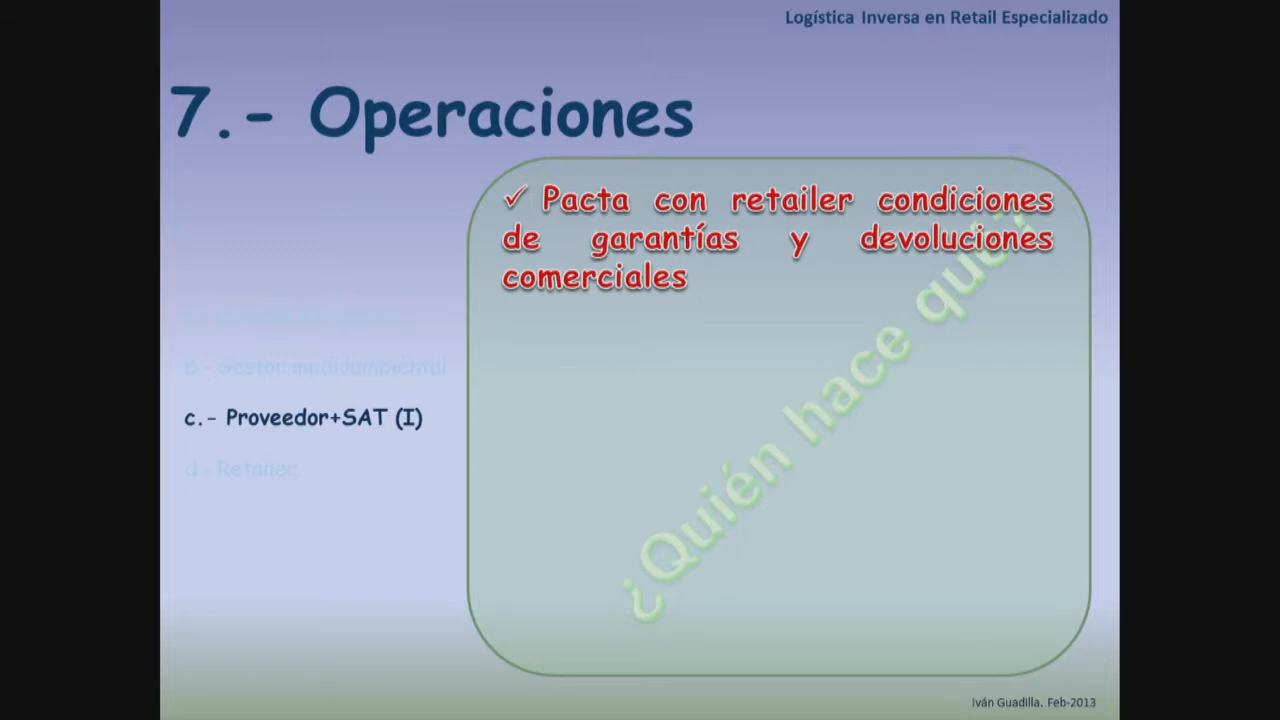 Logística Inversa en Retail Especializado
7.- Operaciones
✓ Pacta con retailer condiciones
de garantías y devoluciones
comerciales
¿Quién hace qué?
b.- Gestor medioambiental
c.- Proveedor+SAT (I)
d.- Retailer
Iván Guadilla. Feb-2013